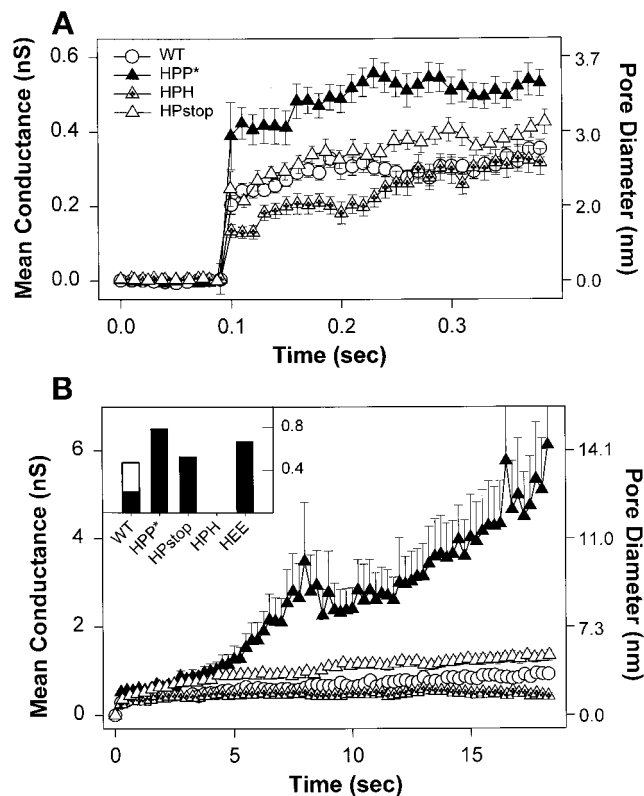 A
Mean Conductance (nS)
0.6
0.4
0.2
0.0
WT
HPP*
HPH
HPstop
3.7
3.0
2.0
0.0
Pore Diameter (nm)
0.0
0.1
0.2
0.3
Time (sec)
B
Mean Conductance (nS)
6
4
2
0
0.8
0.4
WT
HPP*
HPstop
HPH
HEE
14.1
11.0
7.3
0.0
Pore Diameter (nm)
0
5
10
15
Time (sec)